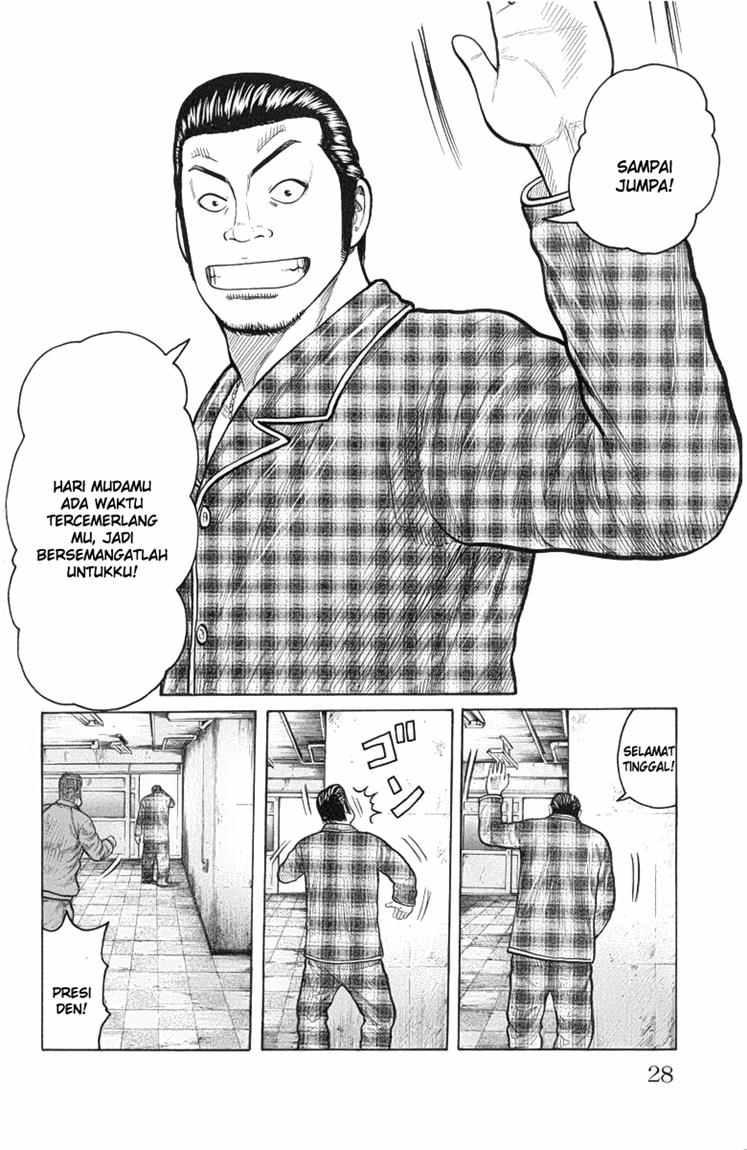 SAMPAI
JUMPA!
HARI MUDAMU
ADA WAKTU
TERCEMERLANG
MU, JADI
BERSEMANGATLAH
UNTUKKU!
SELAMAT
TINGGAL!
ゴン
PRESI
DEN!
28